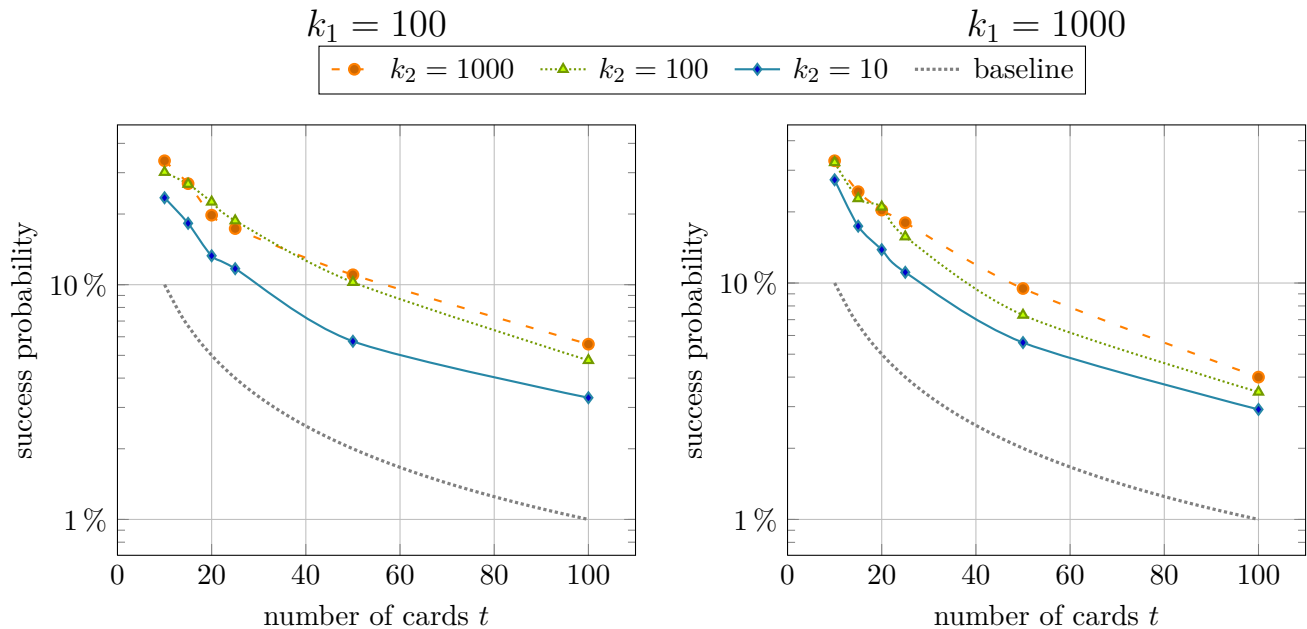 k₁ = 100
k₁ = 1000
k₂ = 1000 k₂ = 100 k₂ = 10 baseline
success probability
10 %
1 %
0 20 40 60 80 100
number of cards t
success probability
10 %
1 %
0 20 40 60 80 100
number of cards t